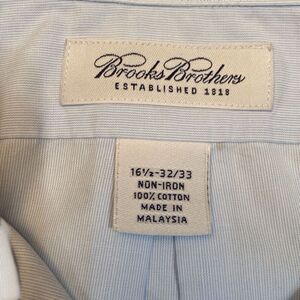 Brooks Brothers
ESTABLISHED 1818
16½-32/33
NON-IRON
100% COTTON
MADE IN
MALAYSIA